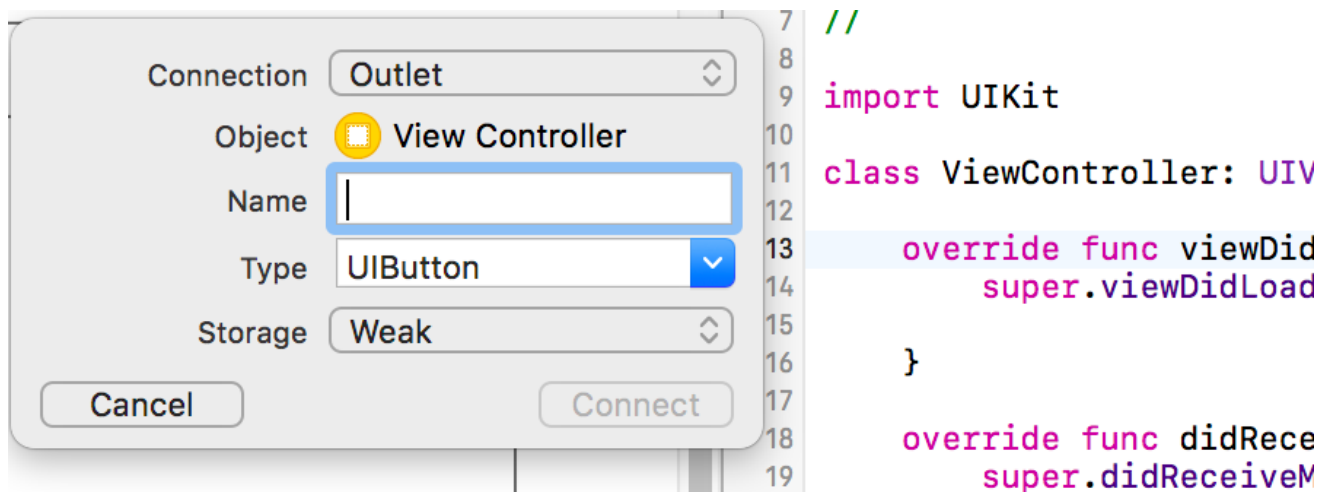 Connection Outlet
Object View Controller
Name
Type UIButton
Storage Weak
Cancel Connect
7 //
8
9 import UIKit
10
11 class ViewController: UIV
12
13 override func viewDid
14 super.viewDidLoad
15
16 }
17
18 override func didRece
19 super.didReceiveM